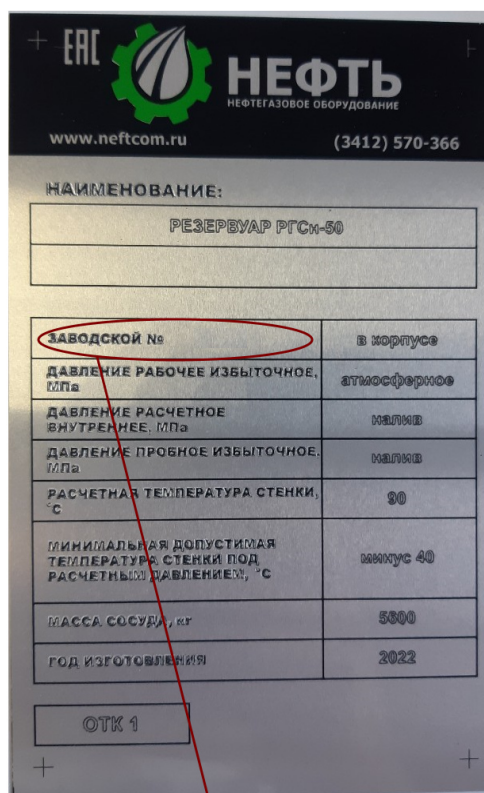 EAC
НЕФТЬ
НЕФТЕГАЗОВОЕ ОБОРУДОВАНИЕ
www.neftcom.ru (3412) 570-366
НАИМЕНОВАНИЕ:
РЕЗЕРВУАР РГСн-50
ЗАВОДСКОЙ № в корпусе
ДАВЛЕНИЕ РАБОЧЕЕ ИЗБЫТОЧНОЕ, атмосферное
МПа
ДАВЛЕНИЕ РАСЧЕТНОЕ налив
ВНУТРЕННЕЕ, МПа
ДАВЛЕНИЕ ПРОБНОЕ ИЗБЫТОЧНОЕ, налив
МПа
РАСЧЕТНАЯ ТЕМПЕРАТУРА СТЕНКИ, 90
°С
МИНИМАЛЬНАЯ ДОПУСТИМАЯ
ТЕМПЕРАТУРА СТЕНКИ ПОД минус 40
РАСЧЕТНЫМ ДАВЛЕНИЕМ, °С
МАССА СОСУДА, кг 5600
ГОД ИЗГОТОВЛЕНИЯ 2022
ОТК 1